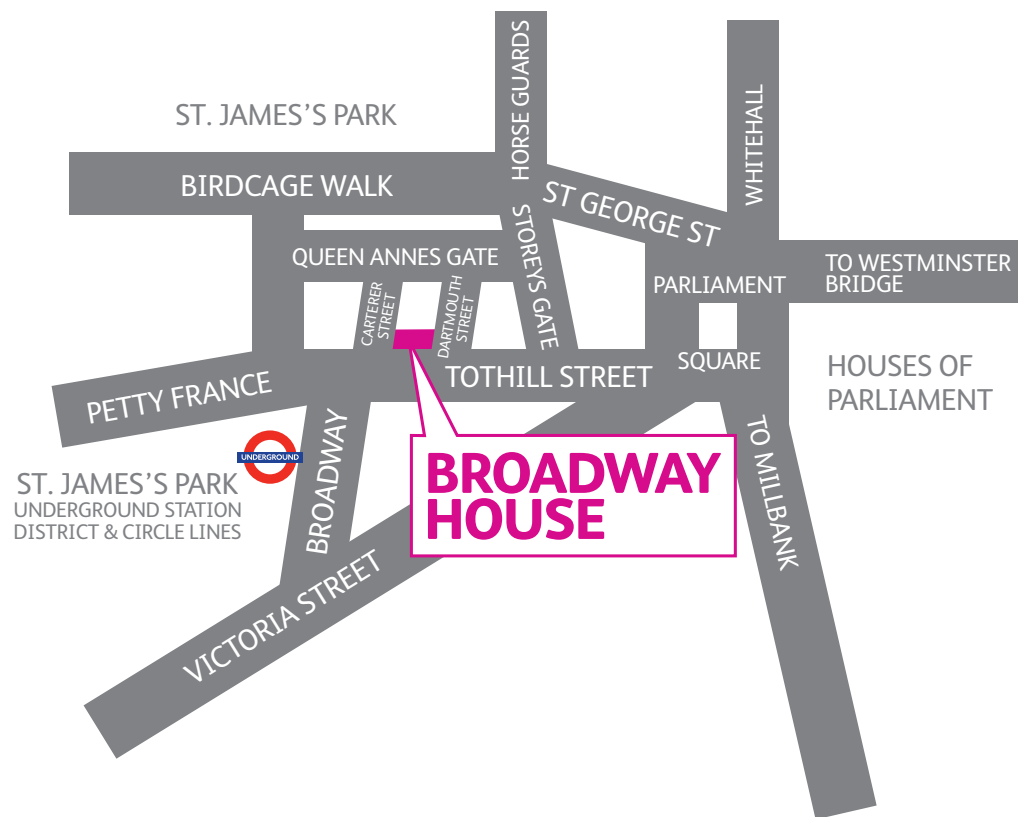 HORSE GUARDS
WHITEHALL
ST. JAMES'S PARK
BIRDCAGE WALK
ST GEORGE ST
STOREYS GATE
QUEEN ANNES GATE
TO WESTMINSTER
BRIDGE
PARLIAMENT
SQUARE
CARTERER
STREET
DARTMOUTH
STREET
TOTHILL STREET
HOUSES OF
PARLIAMENT
PETTY FRANCE
UNDERGROUND
ST. JAMES'S PARK
UNDERGROUND STATION
DISTRICT & CIRCLE LINES
BROADWAY
BROADWAY
HOUSE
TO MILLBANK
VICTORIA STREET